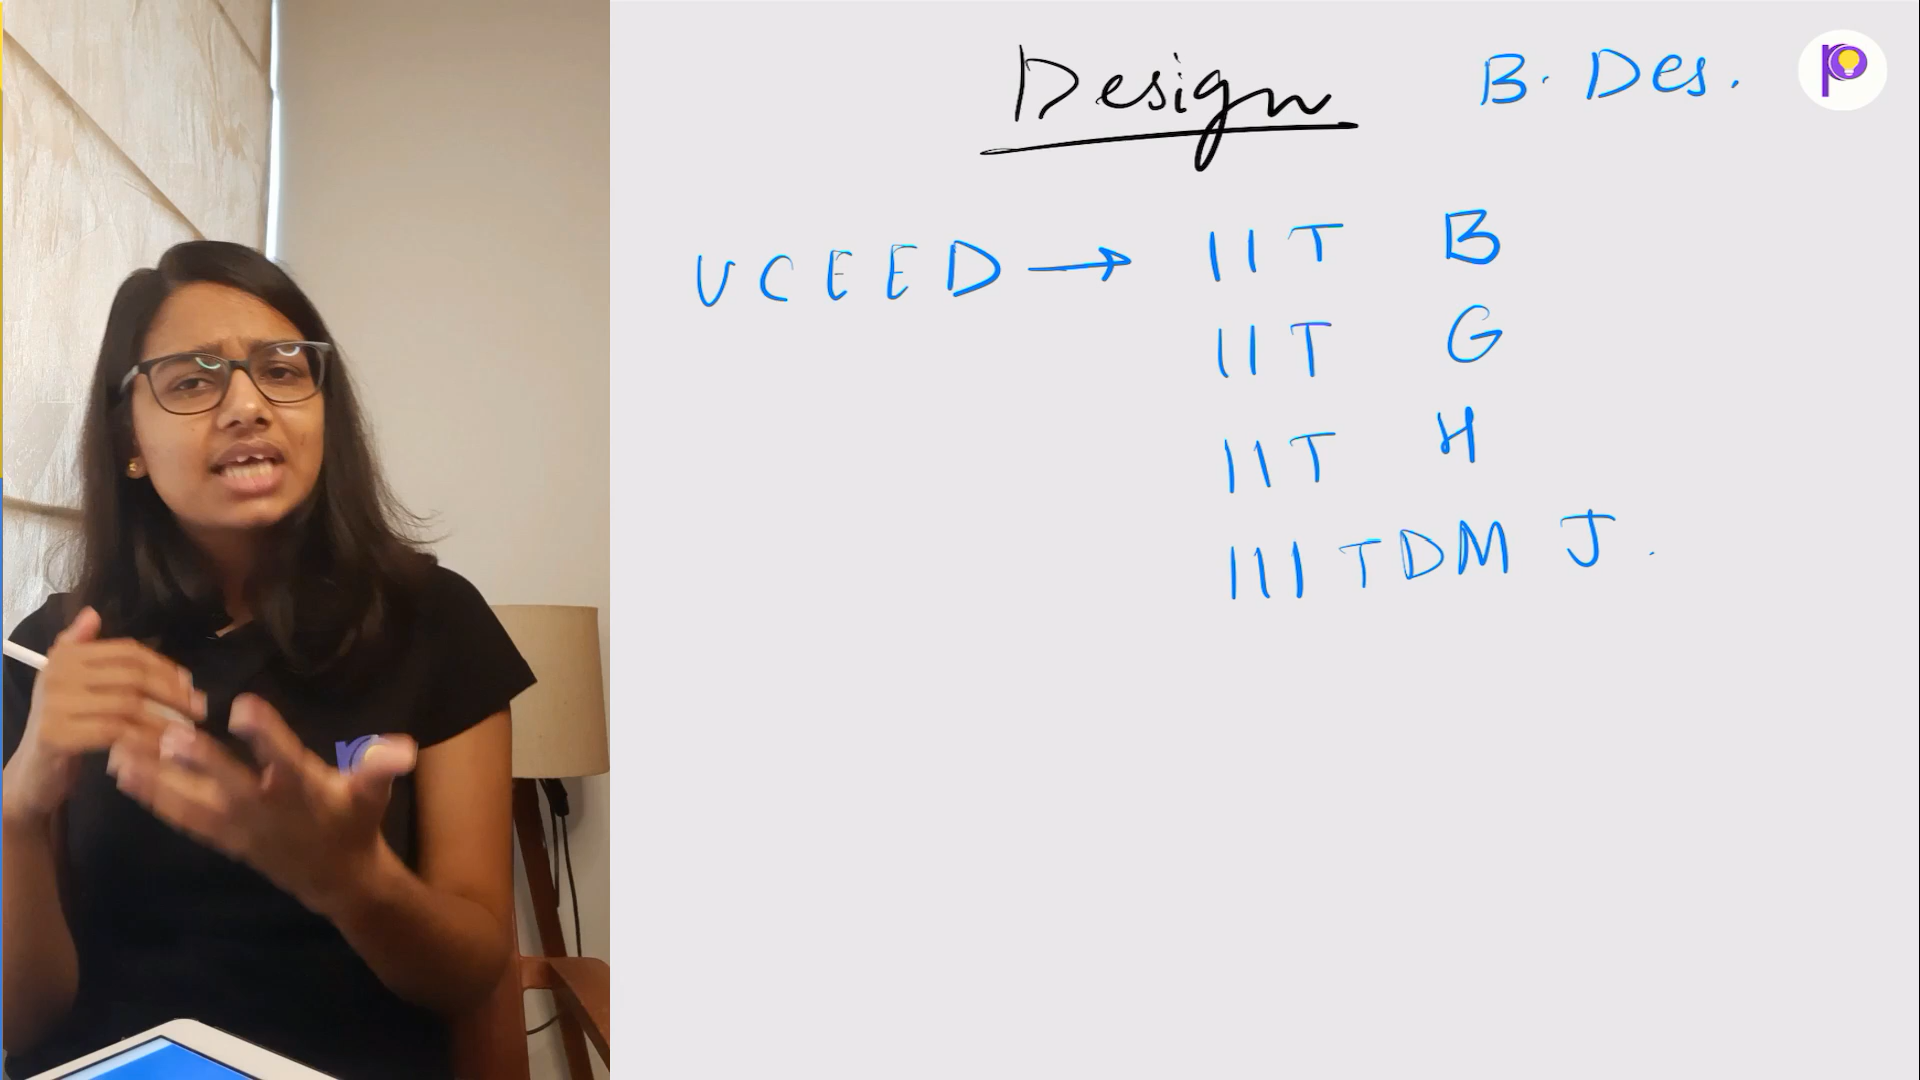 Design B. Des.
UCEED → IIT B
IIT G
IIT H
IIITDM J.